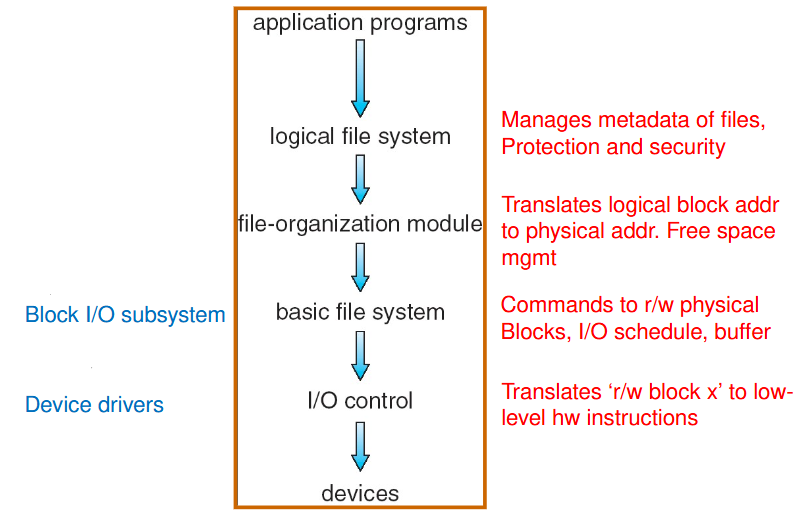 application programs
logical file system
Manages metadata of files,
Protection and security
file-organization module
Translates logical block addr
to physical addr. Free space
mgmt
Block I/O subsystem
basic file system
Commands to r/w physical
Blocks, I/O schedule, buffer
Device drivers
I/O control
Translates ‘r/w block x’ to low-
level hw instructions
devices